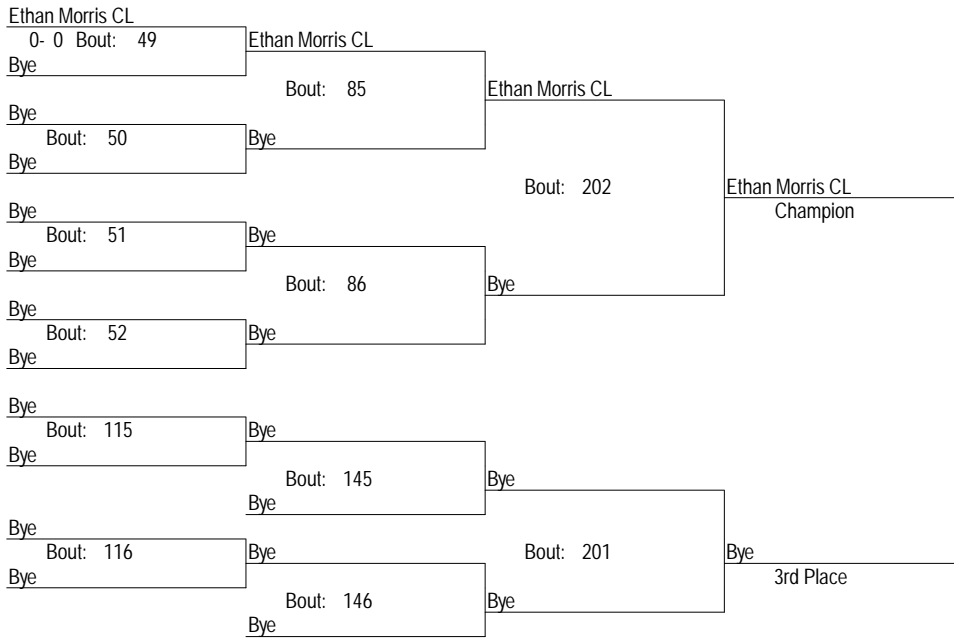 Ethan Morris CL
0- 0 Bout: 49
Ethan Morris CL
Bye
Bout: 85
Ethan Morris CL
Bye
Bout: 50
Bye
Bye
Bout: 202
Ethan Morris CL
Champion
Bye
Bout: 51
Bye
Bye
Bout: 86
Bye
Bye
Bout: 52
Bye
Bye
Bye
Bout: 115
Bye
Bye
Bout: 145
Bye
Bye
Bye
Bout: 116
Bye
Bout: 201
Bye
Bye
3rd Place
Bout: 146
Bye
Bye